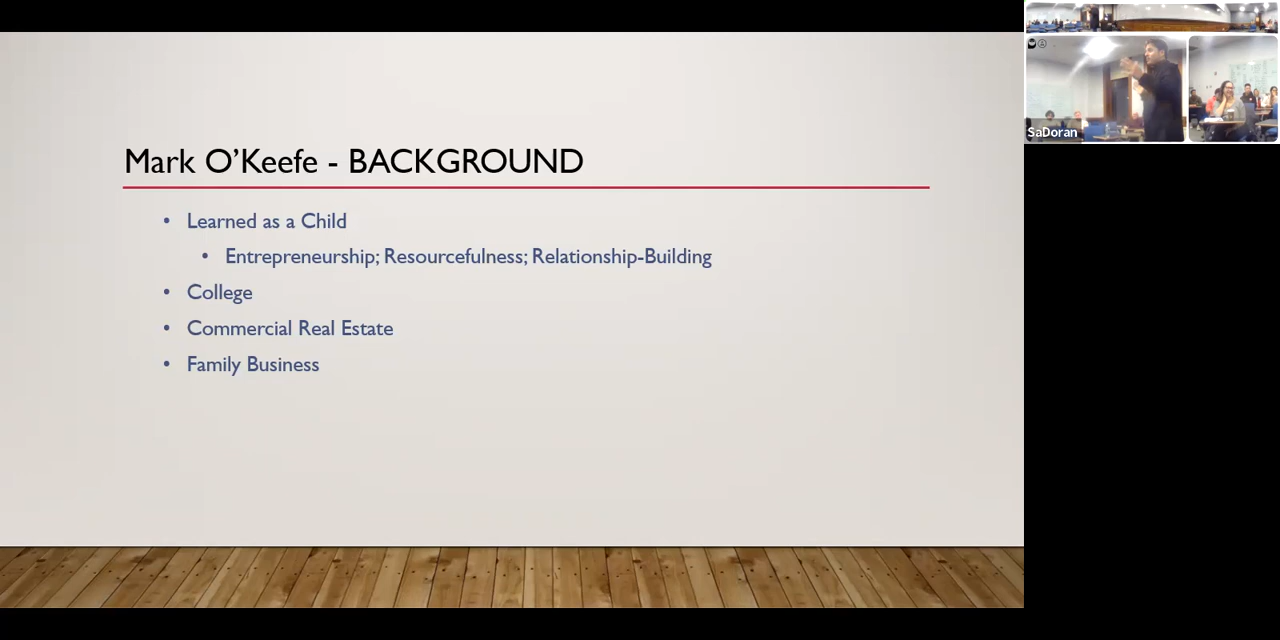 Mark O’Keefe - BACKGROUND
• Learned as a Child
• Entrepreneurship; Resourcefulness; Relationship-Building
• College
• Commercial Real Estate
• Family Business
SaDoran